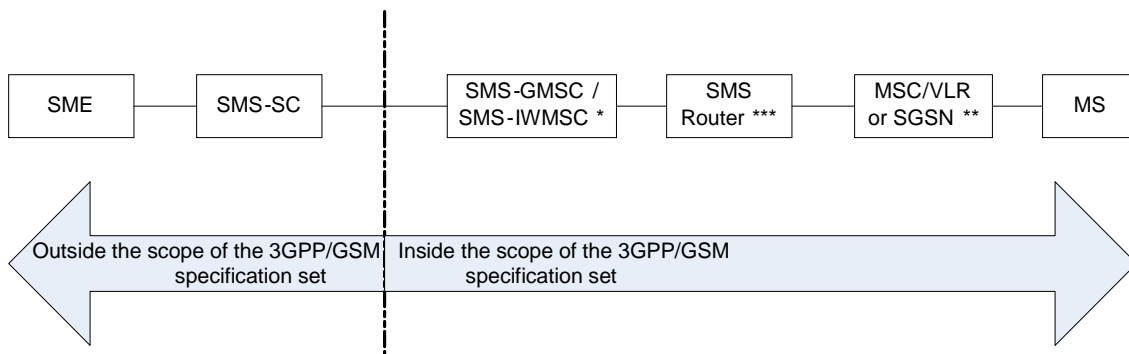 SME
SMS-SC
SMS-GMSC /
SMS-IWMSC *
SMS
Router ***
MSC/VLR
or SGSN **
MS
Outside the scope of the 3GPP/GSM
specification set
Inside the scope of the 3GPP/GSM
specification set